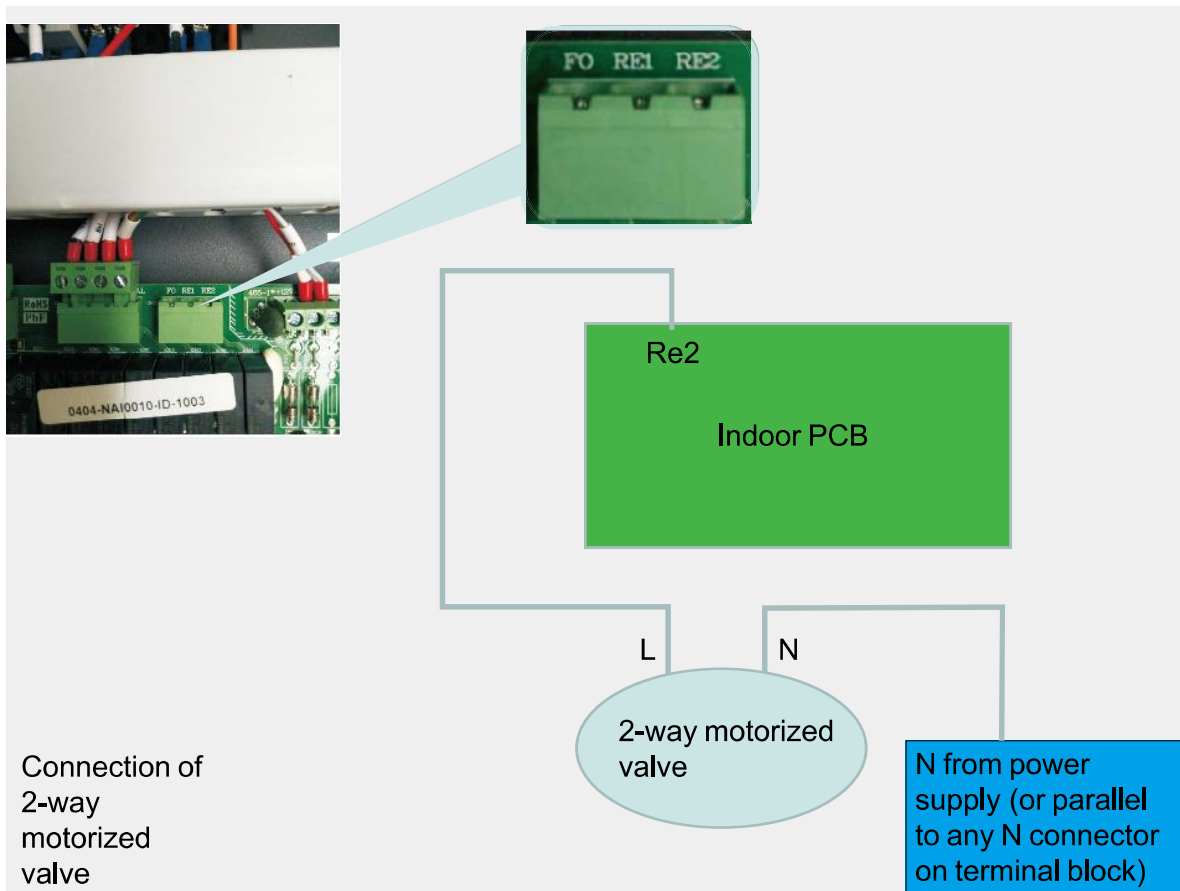 FO RE1 RE2
FO RE1 RE2
RoHS
PbF
0404-NAI0010-ID-1003
Re2
Indoor PCB
L
N
2-way motorized
valve
Connection of
2-way
motorized
valve
N from power
supply (or parallel
to any N connector
on terminal block)